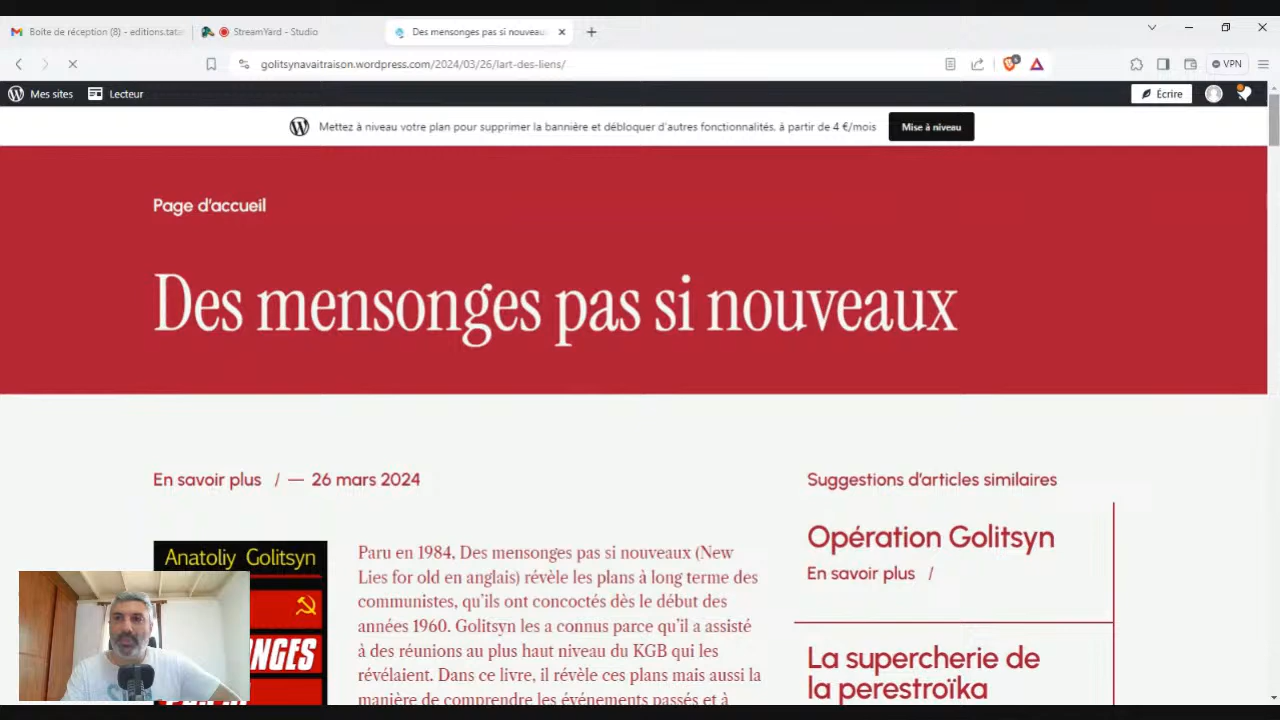 Boîte de réception (8) - editions.tata
StreamYard - Studio
Des mensonges pas si nouveau
golitsynavaitraison.wordpress.com/2024/03/26/lart-des-liens/
VPN
Mes sites
Lecteur
Écrire
Mettez à niveau votre plan pour supprimer la bannière et débloquer d'autres fonctionnalités, à partir de 4 €/mois
Mise à niveau
Page d'accueil
Des mensonges pas si nouveaux
En savoir plus / — 26 mars 2024
Anatoliy Golitsyn
NGES
Paru en 1984, Des mensonges pas si nouveaux (New
Lies for old en anglais) révèle les plans à long terme des
communistes, qu'ils ont concoctés dès le début des
années 1960. Golitsyn les a connus parce qu'il a assisté
à des réunions au plus haut niveau du KGB qui les
révélaient. Dans ce livre, il révèle ces plans mais aussi la
manière de comprendre les événements passés et à
Suggestions d'articles similaires
Opération Golitsyn
En savoir plus /
La supercherie de
la perestroïka